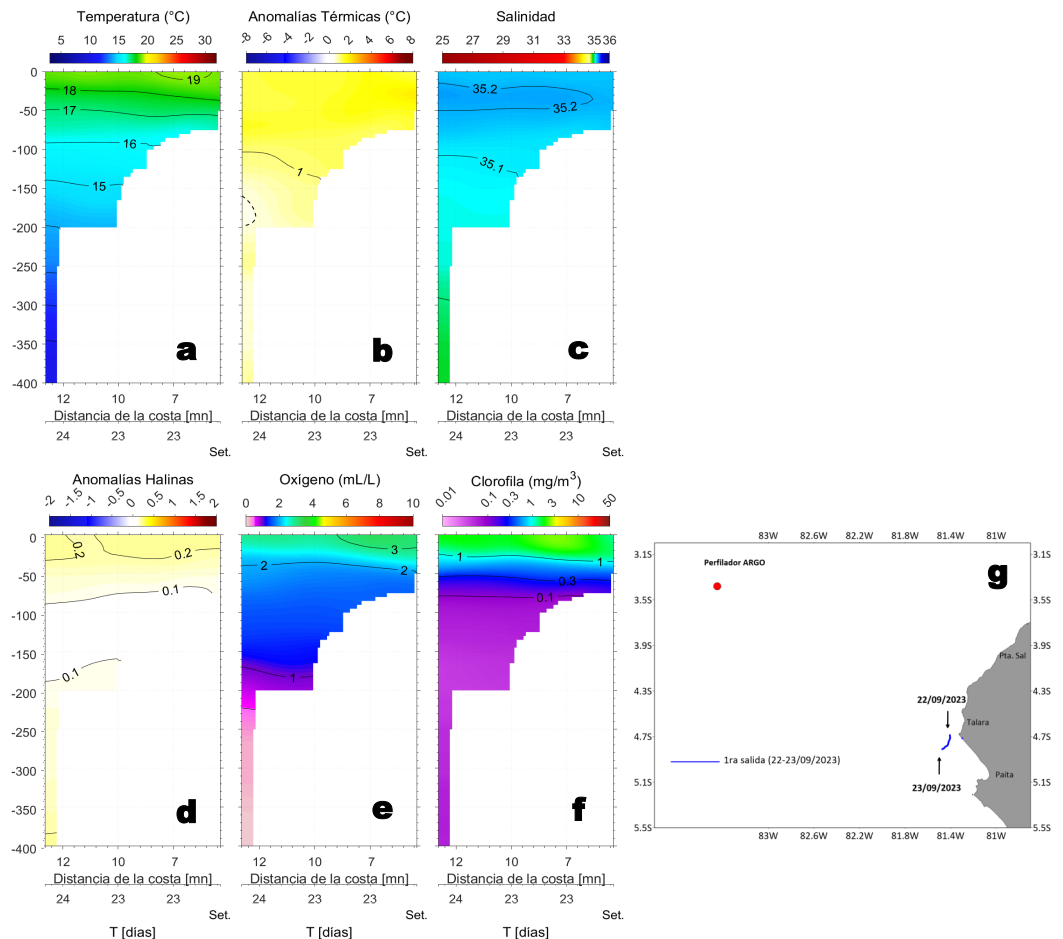 Temperatura (°C)
Anomalías Térmicas (°C)
Salinidad
5 10 15 20 25 30
-8 -6 -4 -2 0 2 4 6 8
25 27 29 31 33 34 35 36
0
-50
-100
-150
-200
-250
-300
-350
-400
19
18
17
16
15
1
35.2
35.2
35.1
a
b
c
12 10 7
12 10 7
12 10 7
Distancia de la costa [mn]
Distancia de la costa [mn]
Distancia de la costa [mn]
24 23 23
24 23 23
24 23 23
Set.
Set.
Set.
Anomalías Halinas
Oxígeno (mL/L)
Clorofila (mg/m³)
-2 -1.5 -1 -0.5 0 0.5 1 1.5 2
0 2 4 6 8 10
0.01 0.1 0.3 1 3 10 50
0
-50
-100
-150
-200
-250
-300
-350
-400
0.2
0.2
0.1
0.1
3
2
2
1
1
1
0.3
0.1
d
e
f
12 10 7
12 10 7
12 10 7
Distancia de la costa [mn]
Distancia de la costa [mn]
Distancia de la costa [mn]
24 23 23
24 23 23
24 23 23
Set.
Set.
Set.
T [días]
T [días]
T [días]
83W 82.6W 82.2W 81.8W 81.4W 81W
3.1S
3.5S
3.9S
4.3S
4.7S
5.1S
5.5S
3.1S
3.5S
3.9S
4.3S
4.7S
5.1S
5.5S
Perfilador ARGO
g
Pta. Sal
22/09/2023
Talara
1ra salida (22-23/09/2023)
Paita
23/09/2023
83W 82.6W 82.2W 81.8W 81.4W 81W